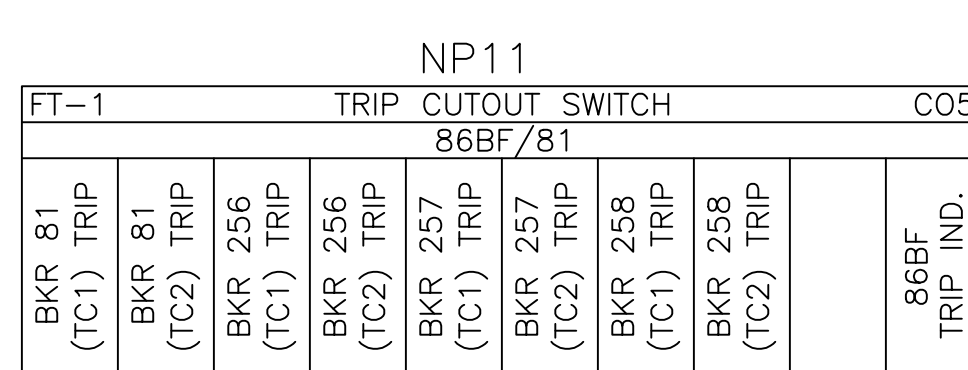 NP11
FT-1 TRIP CUTOUT SWITCH CO5
86BF/81
BKR 81
(TC1) TRIP
BKR 81
(TC2) TRIP
BKR 256
(TC1) TRIP
BKR 256
(TC2) TRIP
BKR 257
(TC1) TRIP
BKR 257
(TC2) TRIP
BKR 258
(TC1) TRIP
BKR 258
(TC2) TRIP
86BF
TRIP IND.